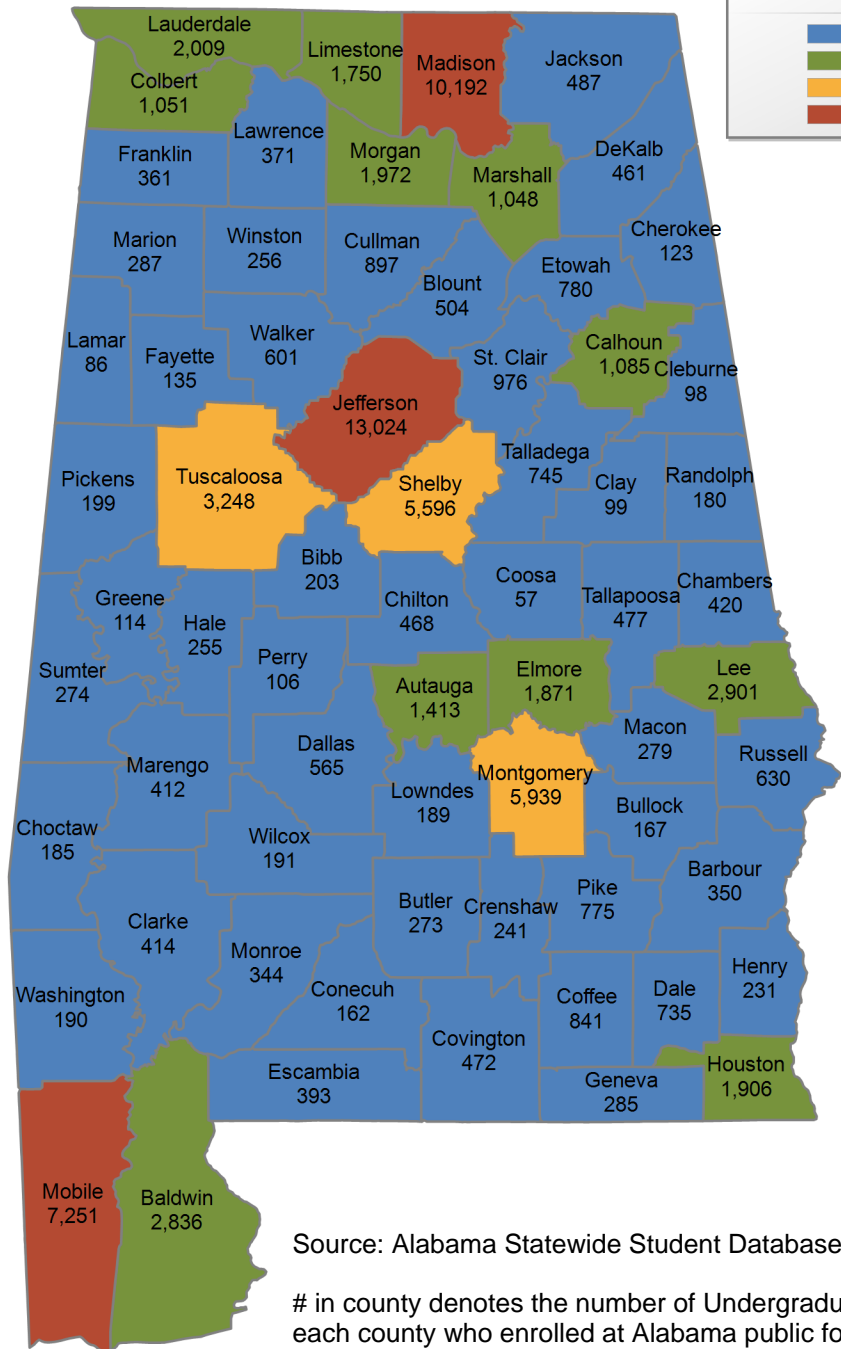 Lauderdale
2,009
Limestone
1,750
Madison
10,192
Jackson
487
Colbert
1,051
Lawrence
371
Franklin
361
Morgan
1,972
Marshall
1,048
DeKalb
461
Cherokee
123
Marion
287
Winston
256
Cullman
897
Blount
504
Etowah
780
Lamar
86
Fayette
135
Walker
601
St. Clair
976
Calhoun
1,085
Cleburne
98
Jefferson
13,024
Pickens
199
Tuscaloosa
3,248
Shelby
5,596
Talladega
745
Clay
99
Randolph
180
Bibb
203
Greene
114
Hale
255
Chilton
468
Coosa
57
Tallapoosa
477
Chambers
420
Sumter
274
Perry
106
Autauga
1,413
Elmore
1,871
Lee
2,901
Macon
279
Marengo
412
Dallas
565
Lowndes
189
Montgomery
5,939
Bullock
167
Russell
630
Choctaw
185
Wilcox
191
Butler
273
Crenshaw
241
Pike
775
Barbour
350
Clarke
414
Monroe
344
Washington
190
Conecuh
162
Covington
472
Coffee
841
Dale
735
Henry
231
Escambia
393
Geneva
285
Houston
1,906
Mobile
7,251
Baldwin
2,836
Source: Alabama Statewide Student Database
# in county denotes the number of Undergradu
each county who enrolled at Alabama public fo